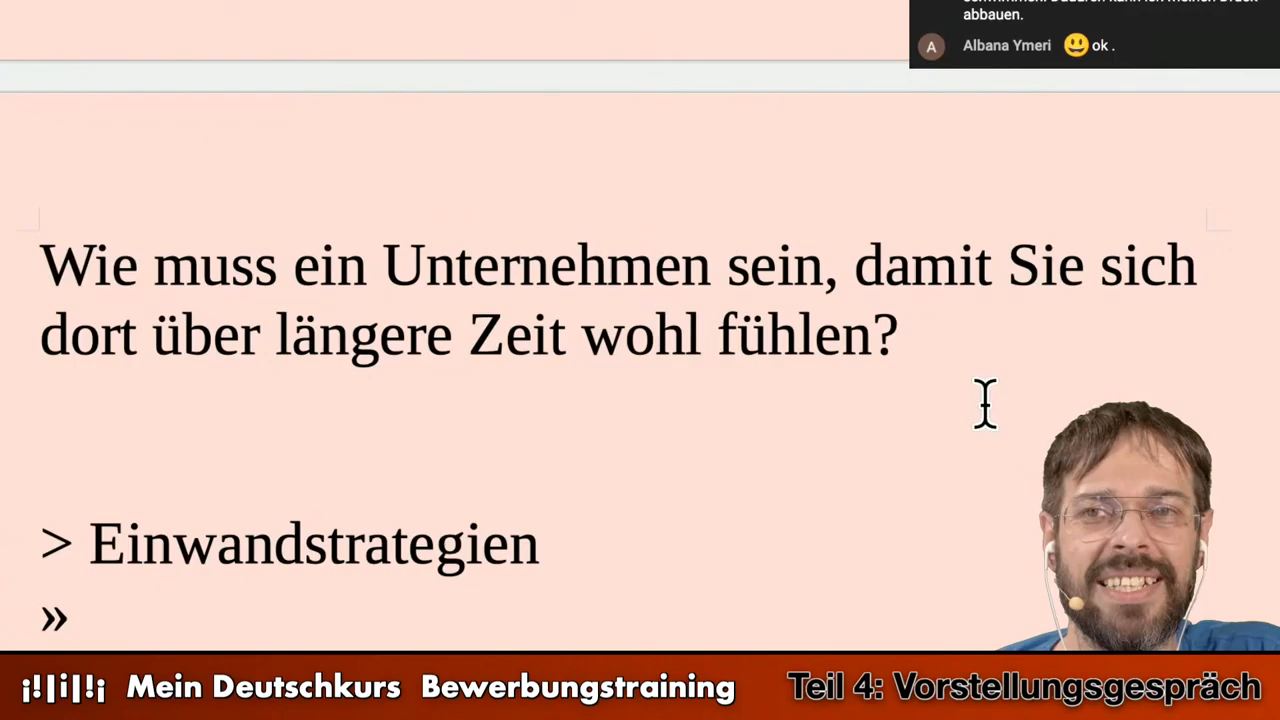 abbauen.
A Albana Ymeri 😃 ok .
Wie muss ein Unternehmen sein, damit Sie sich
dort über längere Zeit wohl fühlen?
> Einwandstrategien
»
¡!|i|!¡ Mein Deutschkurs Bewerbungstraining Teil 4: Vorstellungsgespräch